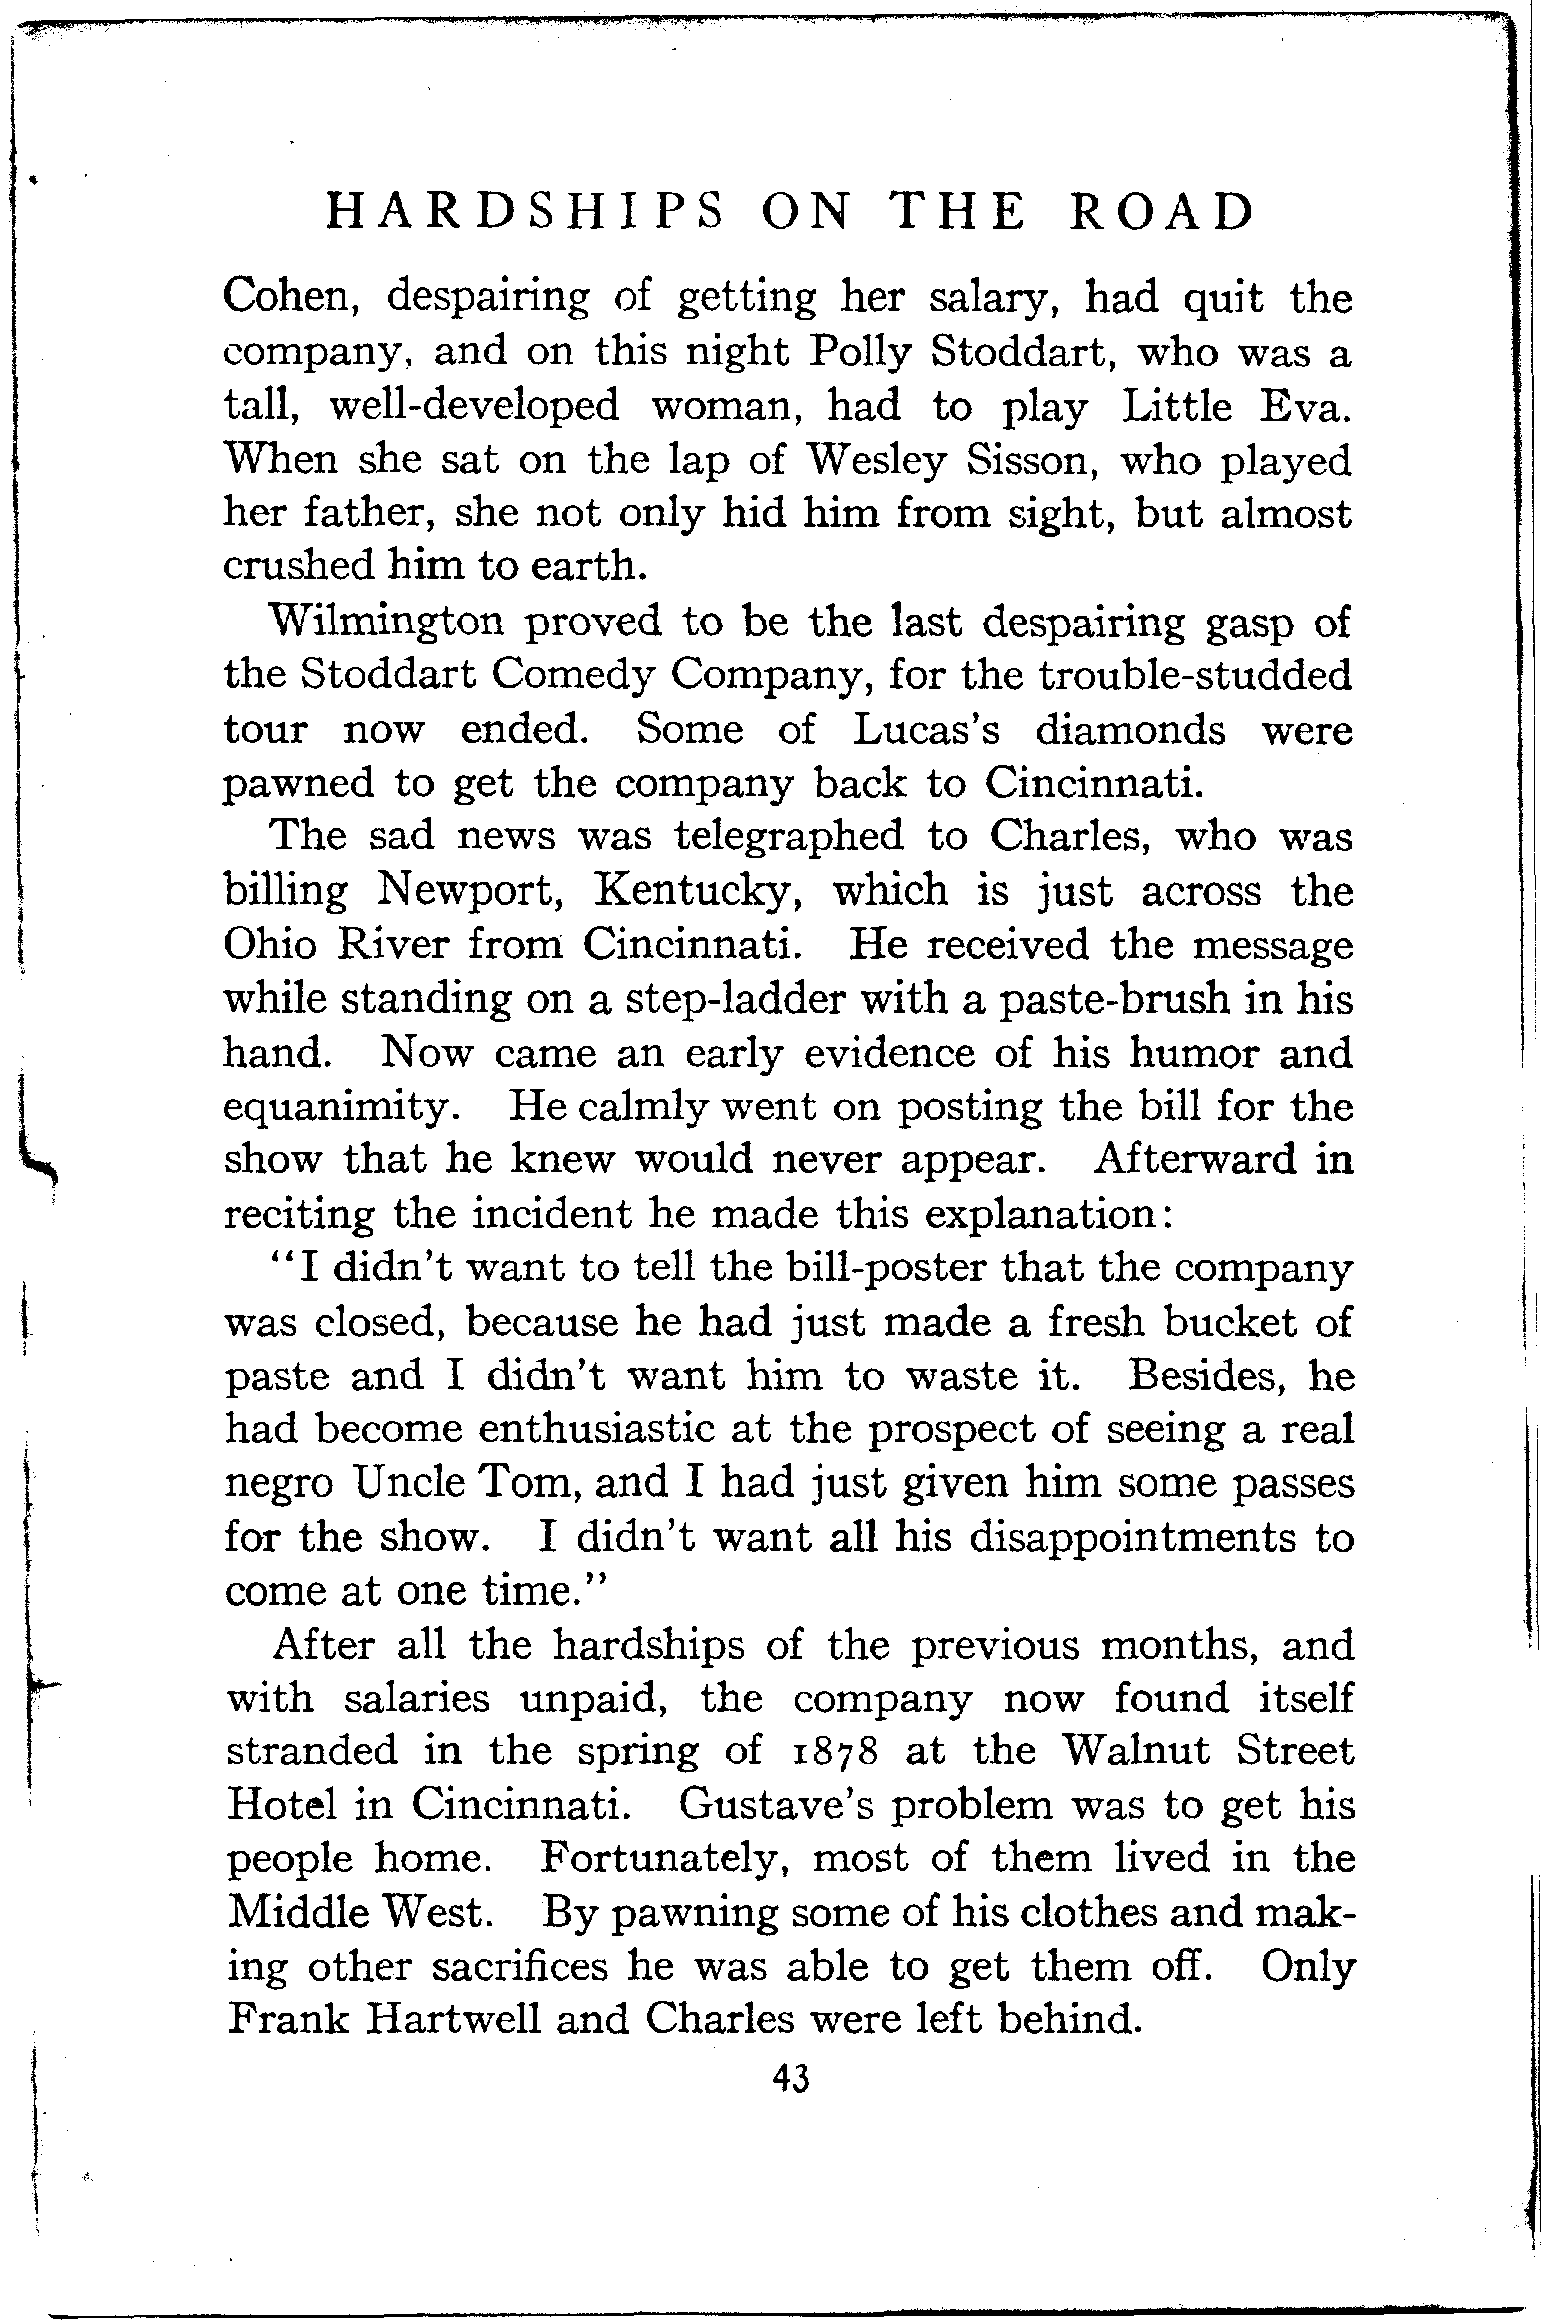 HARDSHIPS ON THE ROAD
Cohen, despairing of getting her salary, had quit the
company, and on this night Polly Stoddart, who was a
tall, well-developed woman, had to play Little Eva.
When she sat on the lap of Wesley Sisson, who played
her father, she not only hid him from sight, but almost
crushed him to earth.
Wilmington proved to be the last despairing gasp of
the Stoddart Comedy Company, for the trouble-studded
tour now ended. Some of Lucas's diamonds were
pawned to get the company back to Cincinnati.
The sad news was telegraphed to Charles, who was
billing Newport, Kentucky, which is just across the
Ohio River from Cincinnati. He received the message
while standing on a step-ladder with a paste-brush in his
hand. Now came an early evidence of his humor and
equanimity. He calmly went on posting the bill for the
show that he knew would never appear. Afterward in
reciting the incident he made this explanation:
"I didn't want to tell the bill-poster that the company
was closed, because he had just made a fresh bucket of
paste and I didn't want him to waste it. Besides, he
had become enthusiastic at the prospect of seeing a real
negro Uncle Tom, and I had just given him some passes
for the show. I didn't want all his disappointments to
come at one time."
After all the hardships of the previous months, and
with salaries unpaid, the company now found itself
stranded in the spring of 1878 at the Walnut Street
Hotel in Cincinnati. Gustave's problem was to get his
people home. Fortunately, most of them lived in the
Middle West. By pawning some of his clothes and mak-
ing other sacrifices he was able to get them off. Only
Frank Hartwell and Charles were left behind.
43